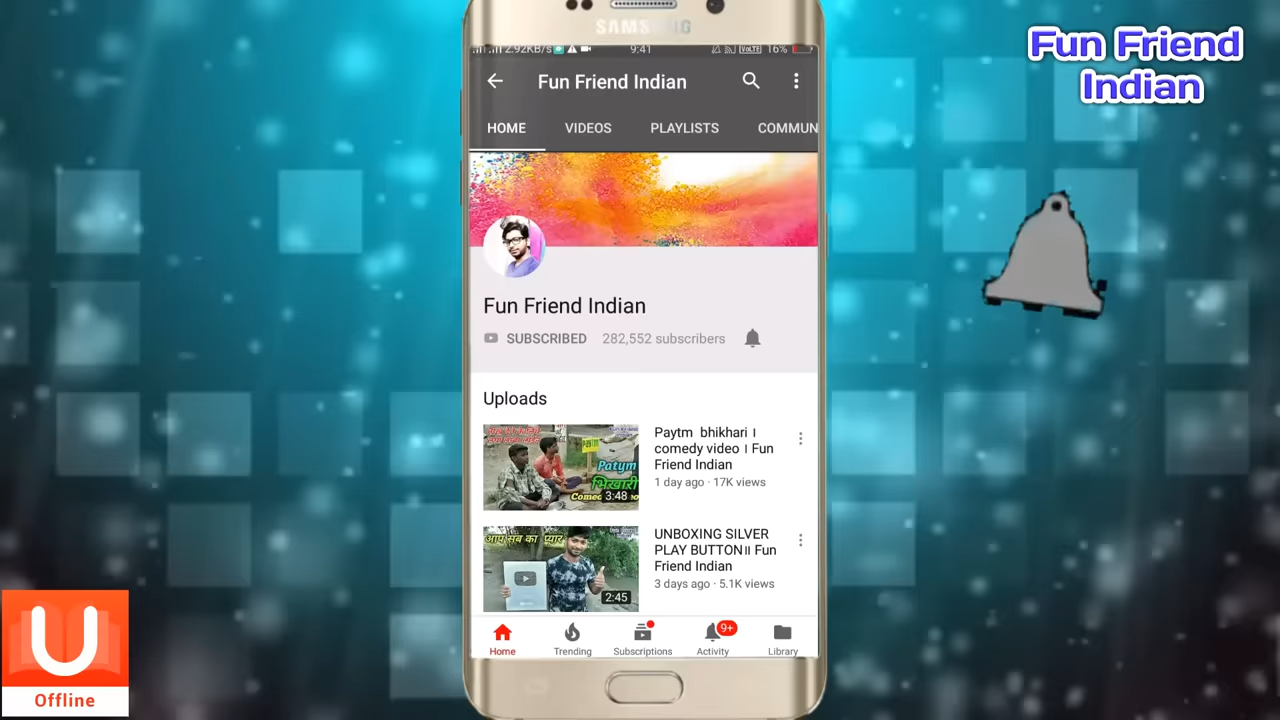 SAMSUNG
2.92KB/s 9:41 VoLTE 16%
Fun Friend Indian
HOME VIDEOS PLAYLISTS COMMUN
Fun Friend Indian
SUBSCRIBED 282,552 subscribers
Uploads
Paytm bhikhari ।
comedy video । Fun
Friend Indian
1 day ago · 17K views
PAYTM
Patym
भिखारी
3:48
UNBOXING SILVER
PLAY BUTTON॥ Fun
Friend Indian
3 days ago · 5.1K views
आप सब का प्यार
2:45
9+
Home Trending Subscriptions Activity Library
Fun Friend
Indian
U
Offline